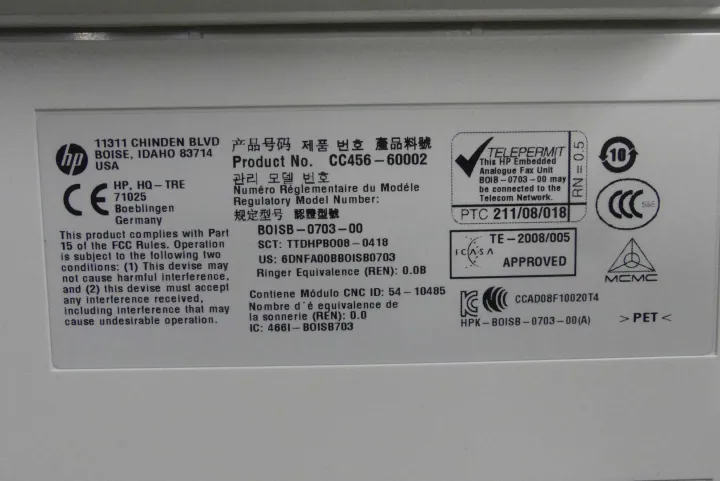 hp
11311 CHINDEN BLVD
BOISE, IDAHO 83714
USA
CE
HP, HQ-TRE
71025
Boeblingen
Germany
This product complies with Part
15 of the FCC Rules. Operation
is subject to the following two
conditions: (1) This device may
not cause harmful interference,
and (2) this device must accept
any interference received,
including interference that may
cause undesirable operation.
产品号码 제품 번호 產品料號
Product No. CC456-60002
관리 모델 번호
Numéro Réglementaire du Modèle
Regulatory Model Number:
规定型号 認證型號
BOISB-0703-00
SCT: TTDHPB008-0418
US: 6DNFA00BBOISB0703
Ringer Equivalence (REN): 0.0B
Contiene Módulo CNC ID: 54-10485
Nombre d´é equivalence de
la sonnerie (REN): 0.0
IC: 466I-BOISB703
TELEPERMIT
This HP Embedded
Analogue Fax Unit
BOIB-0703-00 may
be connected to the
Telecom Network.
RN = 0.5
PTC 211/08/018
ICASA
TE-2008/005
APPROVED
CCAD08F10020T4
HPK-BOISB-0703-00(A)
10
CCC
S&E
MCMC
>PET<